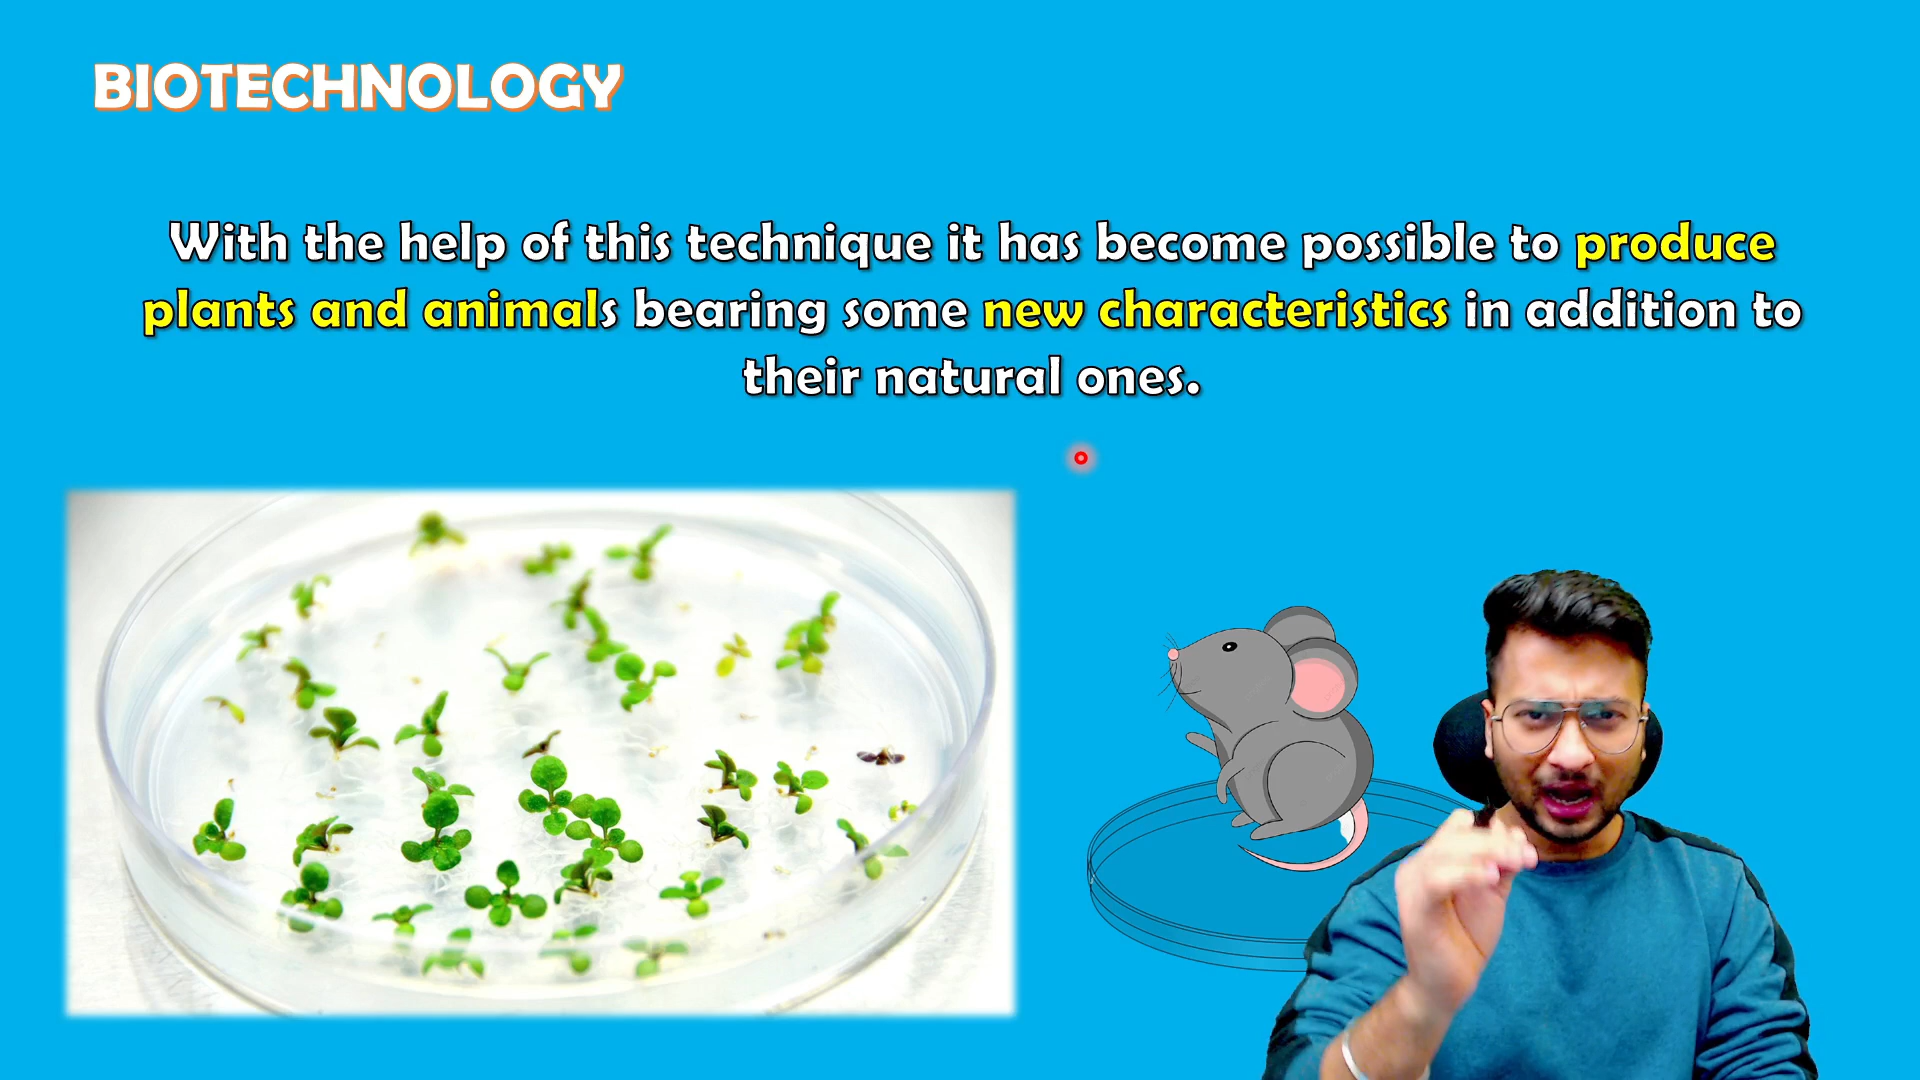 BIOTECHNOLOGY
With the help of this technique it has become possible to produce
plants and animals bearing some new characteristics in addition to
their natural ones.